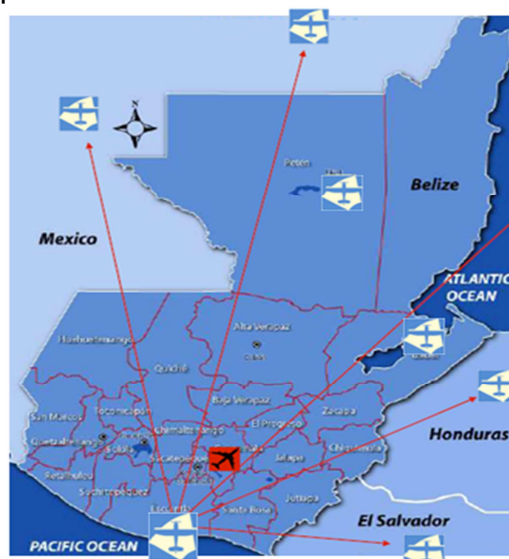 N
Petén
Belize
Mexico
ATLANTIC
OCEAN
Alta Verapaz
Huehuetenango
Quiché
Baja Verapaz
San Marcos
Totonicapán
Zacapa
El Progreso
Quetzaltenango
Chimaltenango
Sololá
Honduras
Chiquimula
Sacatepequez
Jalapa
Retalhuleu
Suchitepéquez
Jutiapa
Escuintla
Santa Rosa
El Salvador
PACIFIC OCEAN